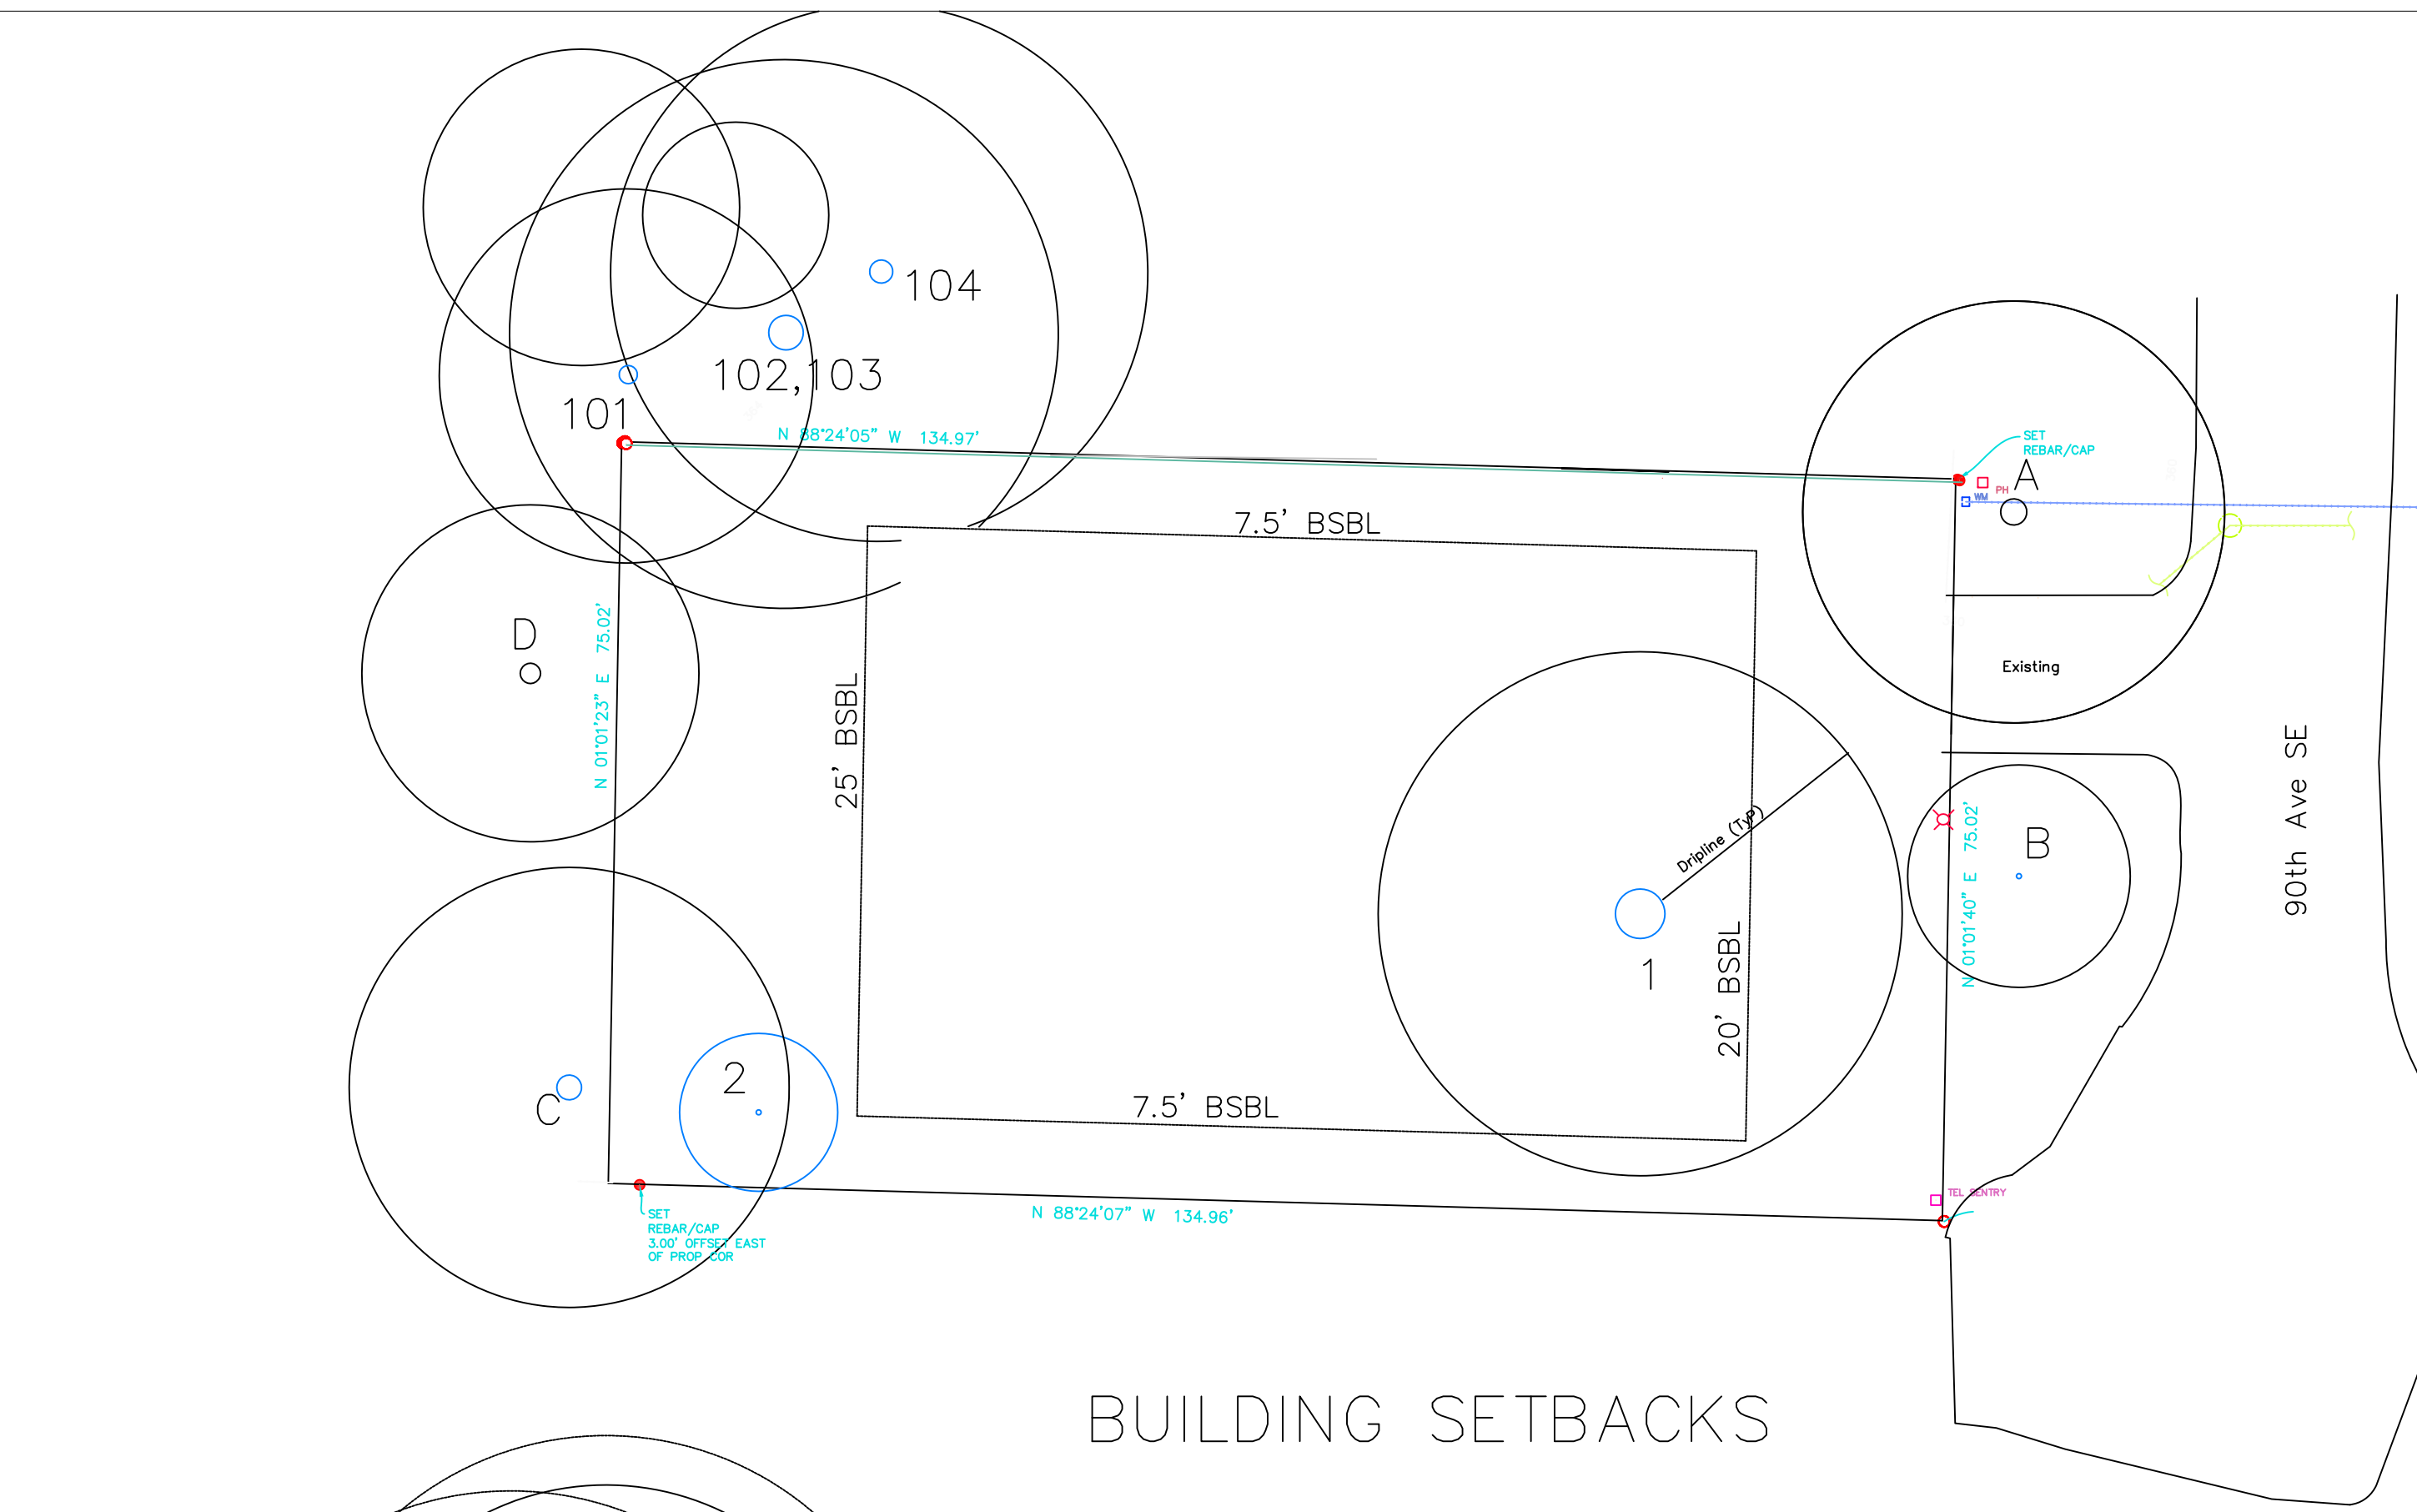 104
102,103
101
N 88°24'05" W 134.97'
SET
REBAR/CAP
A
PH
WM
7.5' BSBL
D
N 01°01'23" E 75.02'
Existing
25' BSBL
90th Ave SE
Dripline (TyP)
B
N 01°01'40" E 75.02'
1
20' BSBL
2
C
7.5' BSBL
TEL SENTRY
N 88°24'07" W 134.96'
SET
REBAR/CAP
3.00' OFFSET EAST
OF PROP COR
BUILDING SETBACKS